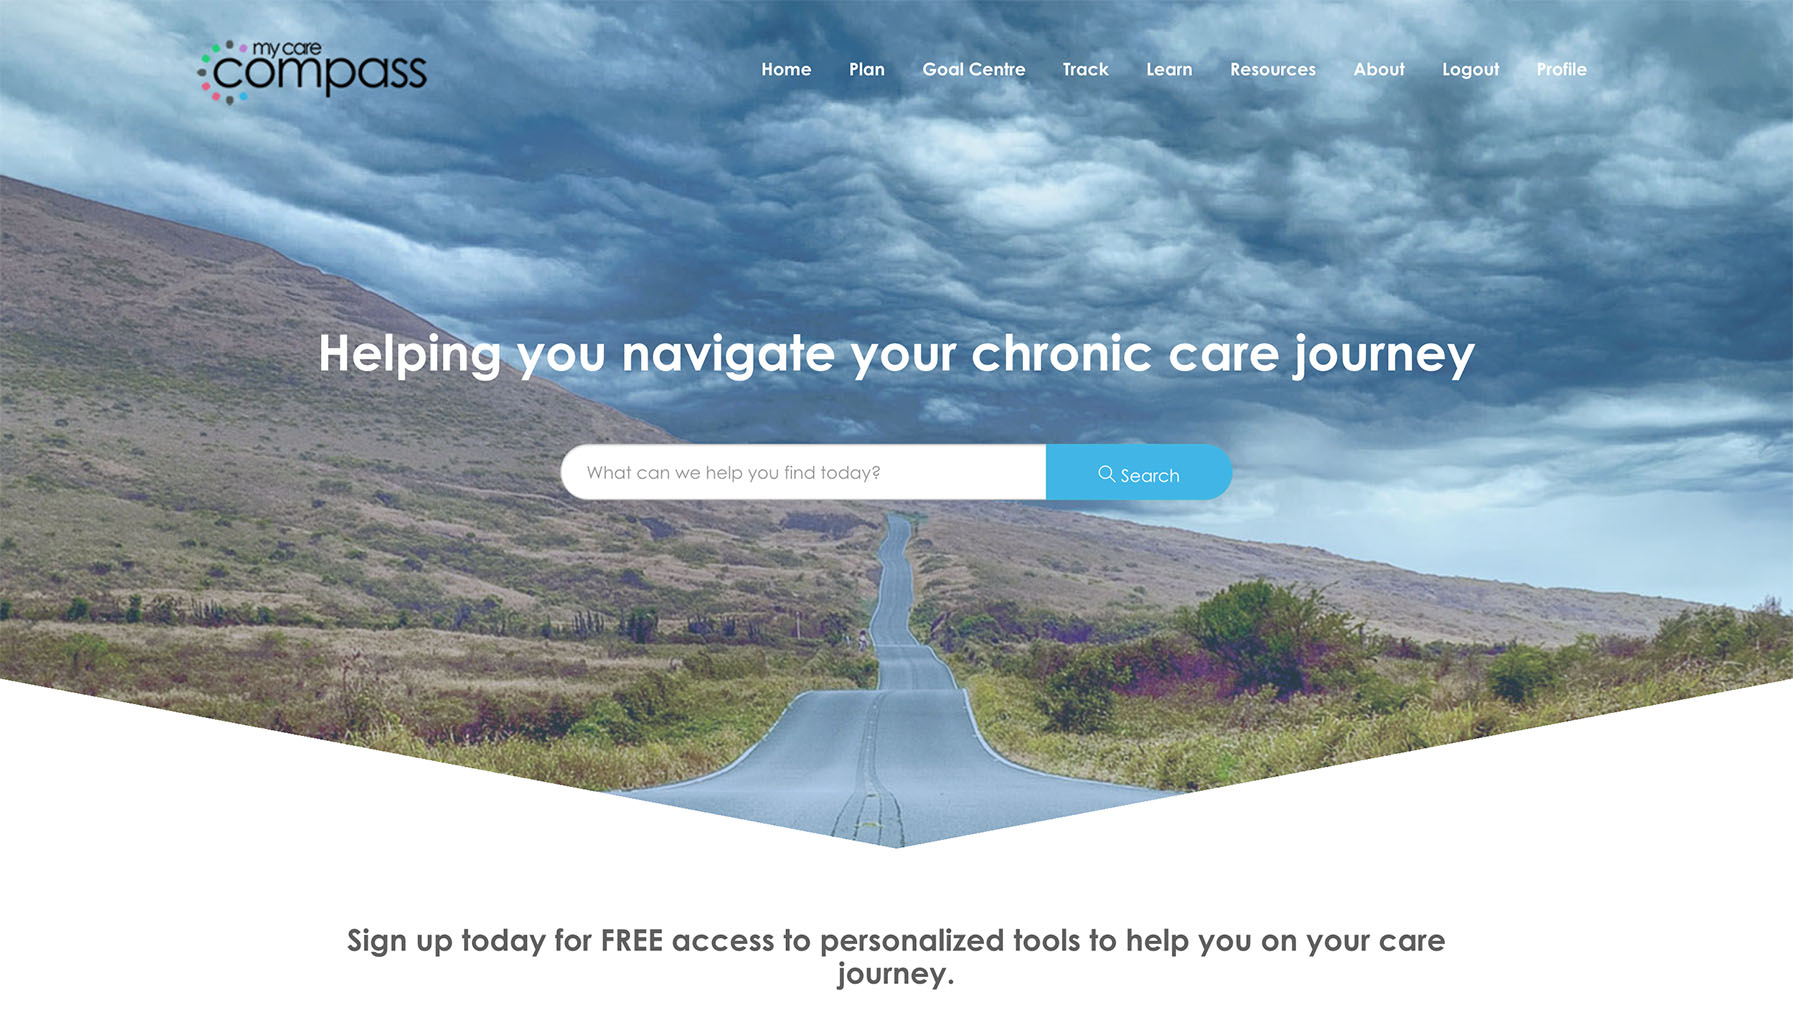 my care
compass
Home Plan Goal Centre Track Learn Resources About Logout Profile
Helping you navigate your chronic care journey
What can we help you find today?
Search
Sign up today for FREE access to personalized tools to help you on your care
journey.